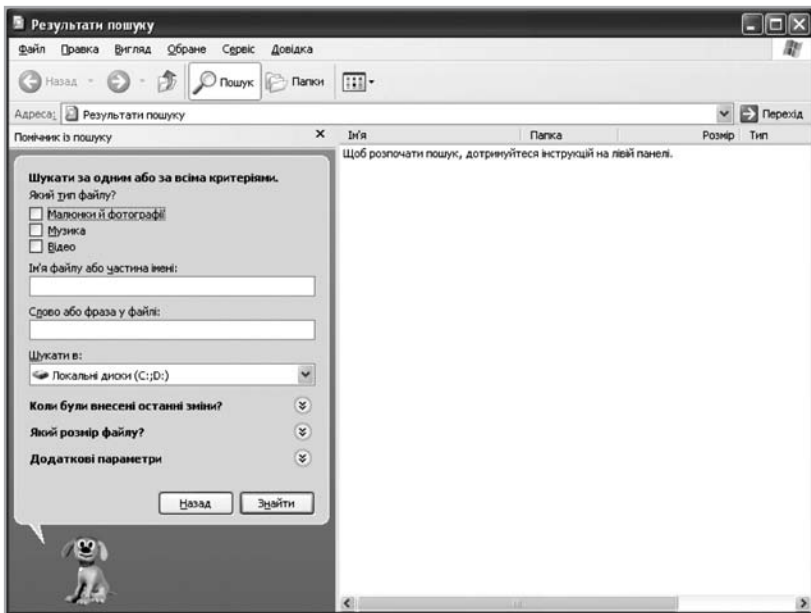 Результати пошуку
Файл Правка Вигляд Обране Сервіс Довідка
Назад Пошук Папки
Адреса: Результати пошуку Перехід
Помічник із пошуку
Ім'я Папка Розмір Тип
Щоб розпочати пошук, дотримуйтеся інструкцій на лівій панелі.
Шукати за одним або за всіма критеріями.
Який тип файлу?
Малюнки й фотографії
Музика
Відео
Ім'я файлу або частина імені:
Слово або фраза у файлі:
Шукати в:
Локальні диски (C:;D:)
Коли були внесені останні зміни?
Який розмір файлу?
Додаткові параметри
Назад Знайти